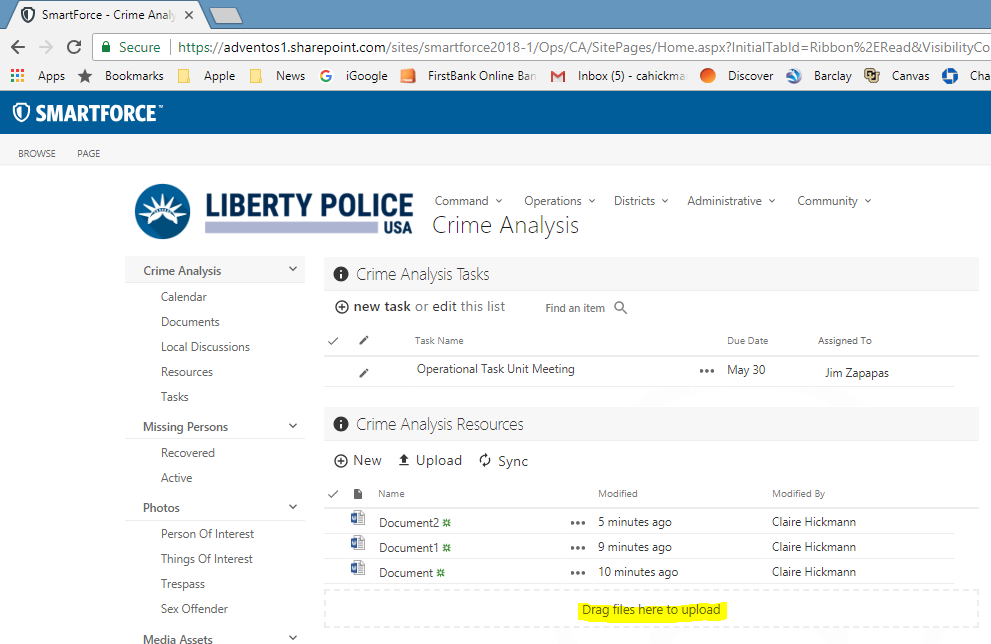 SmartForce - Crime Analy
Secure https://adventos1.sharepoint.com/sites/smartforce2018-1/Ops/CA/SitePages/Home.aspx?InitialTabId=Ribbon%2ERead&VisibilityCo
Apps Bookmarks Apple News iGoogle FirstBank Online Ban Inbox (5) - cahickma Discover Barclay Canvas Cha
SMARTFORCE™
BROWSE PAGE
LIBERTY POLICE
USA
Command Operations Districts Administrative Community
Crime Analysis
Crime Analysis
Calendar
Documents
Local Discussions
Resources
Tasks
Missing Persons
Recovered
Active
Photos
Person Of Interest
Things Of Interest
Trespass
Sex Offender
Media Assets
Crime Analysis Tasks
new task or edit this list Find an item
Task Name Due Date Assigned To
Operational Task Unit Meeting ••• May 30 Jim Zapapas
Crime Analysis Resources
New Upload Sync
Name Modified Modified By
Document2 ••• 5 minutes ago Claire Hickmann
Document1 ••• 9 minutes ago Claire Hickmann
Document ••• 10 minutes ago Claire Hickmann
Drag files here to upload